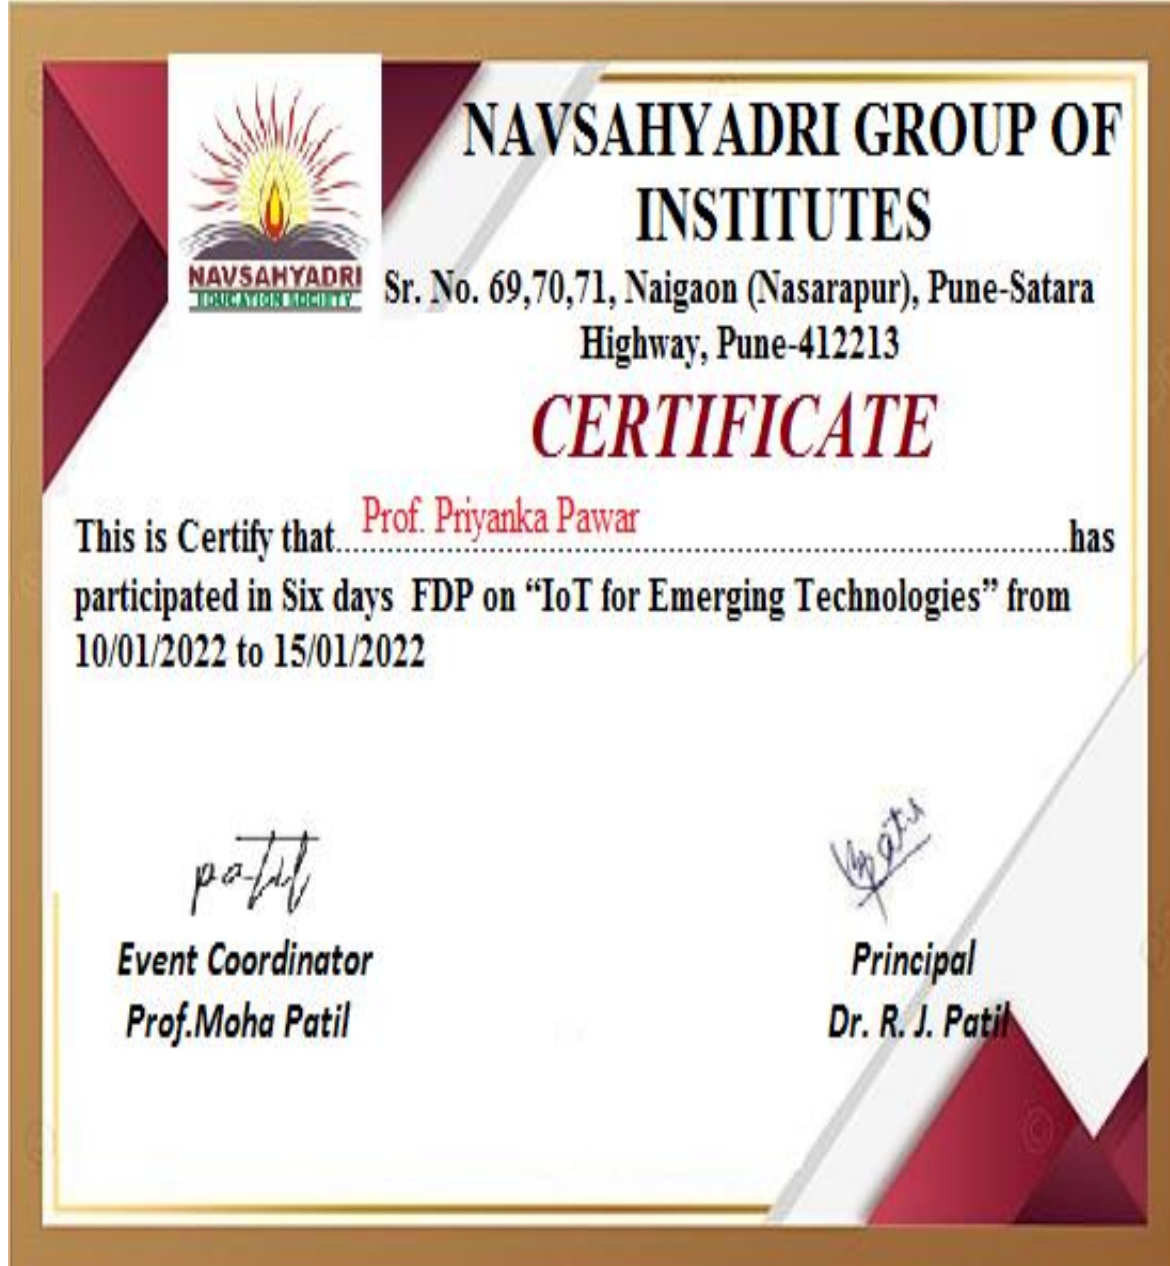 NAVSAHYADRI GROUP OF
INSTITUTES
NAVSAHYADRI
EDUCATION SOCIETY
Sr. No. 69,70,71, Naigaon (Nasarapur), Pune-Satara
Highway, Pune-412213
CERTIFICATE
This is Certify that....Prof. Priyanka Pawar....has
participated in Six days FDP on “IoT for Emerging Technologies” from
10/01/2022 to 15/01/2022
patil
Event Coordinator
Principal
Prof.Moha Patil
Dr. R. J. Patil